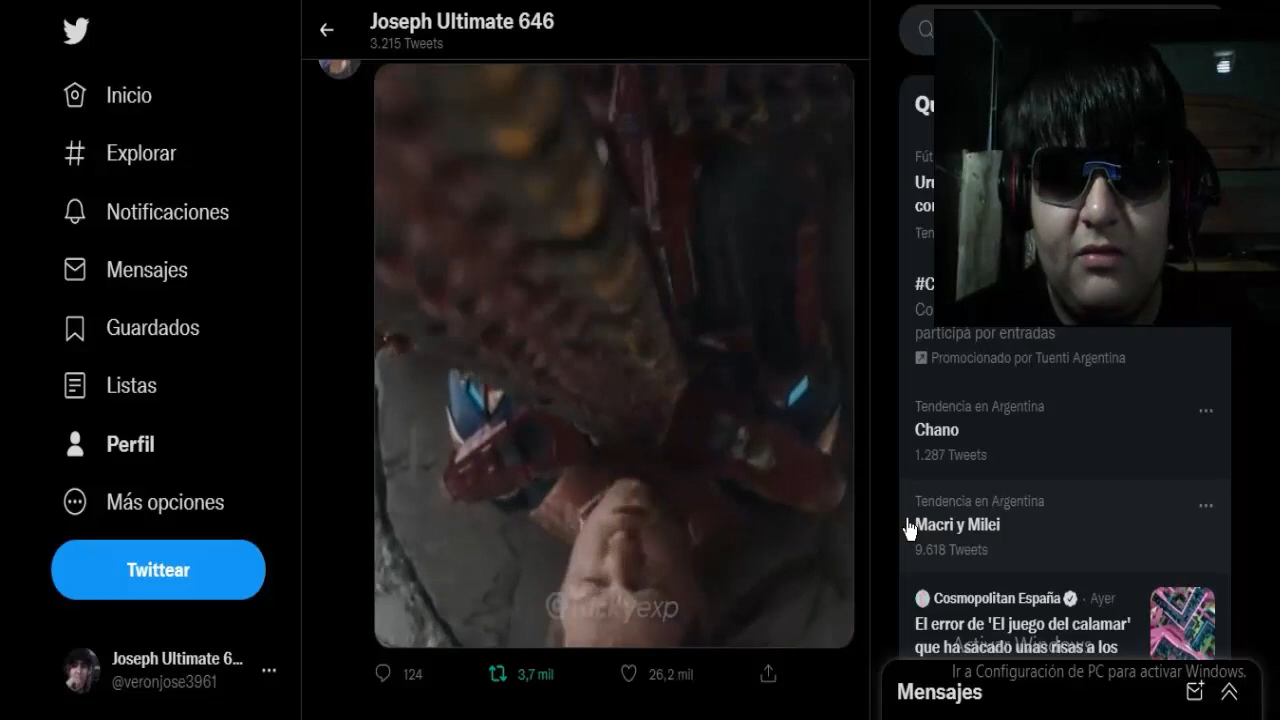 Joseph Ultimate 646
3.215 Tweets
Inicio
Explorar
Notificaciones
Mensajes
Guardados
Listas
Perfil
Más opciones
Twittear
Joseph Ultimate 6...
@veronjose3961
124
3,7 mil
26,2 mil
participá por entradas
Promocionado por Tuenti Argentina
Tendencia en Argentina
Chano
1.287 Tweets
Tendencia en Argentina
Macri y Milei
9.618 Tweets
Cosmopolitan España · Ayer
El error de 'El juego del calamar'
que ha sacado unas risas a los
Activar Windows
Ir a Configuración de PC para activar Windows.
Mensajes